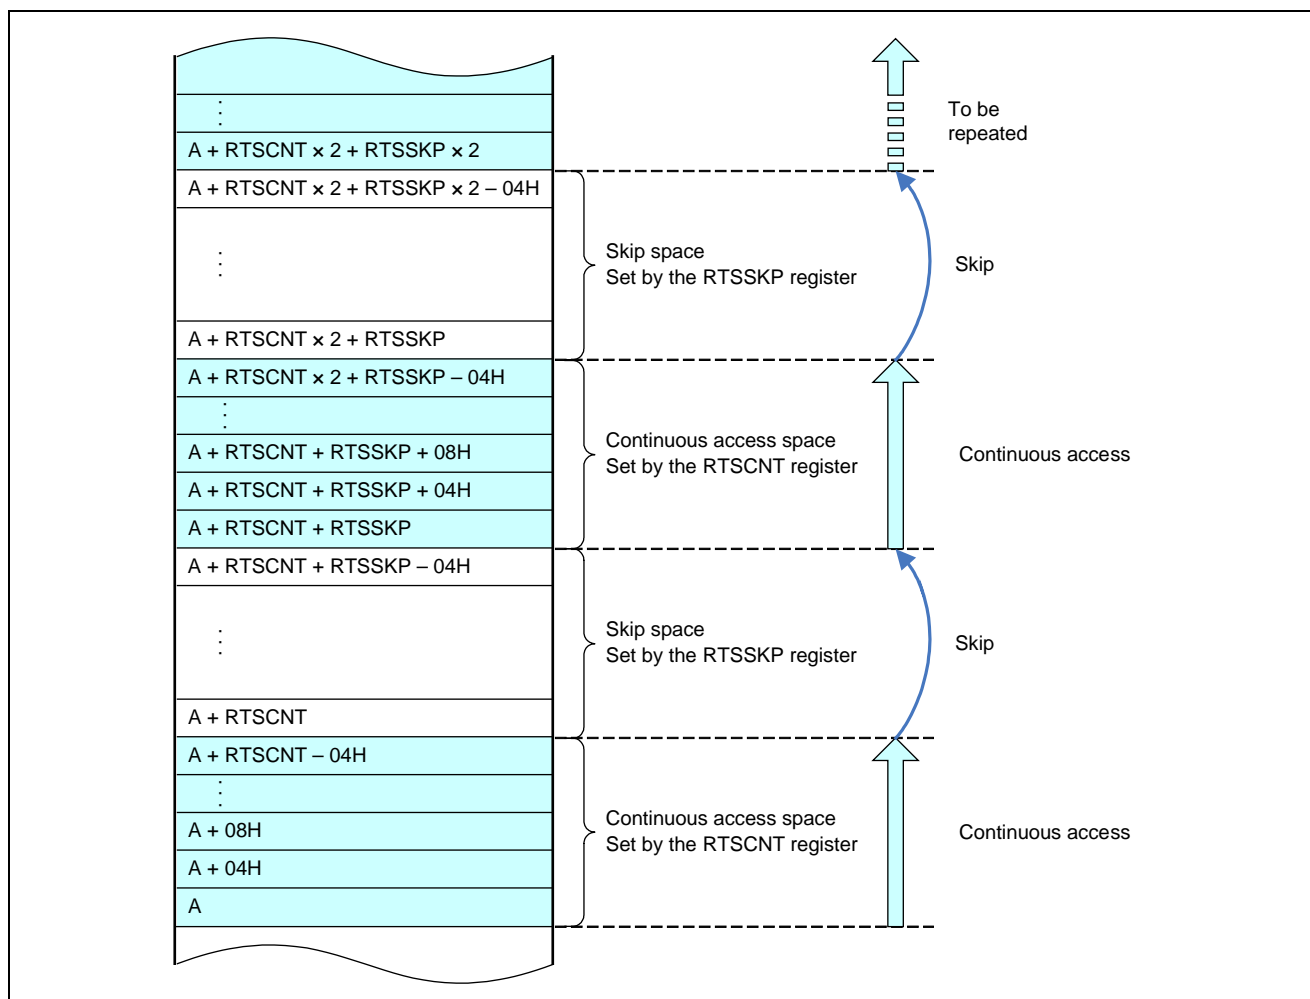 ⋮
A + RTSCNT × 2 + RTSSKP × 2
A + RTSCNT × 2 + RTSSKP × 2 – 04H
⋮
A + RTSCNT × 2 + RTSSKP
A + RTSCNT × 2 + RTSSKP – 04H
⋮
A + RTSCNT + RTSSKP + 08H
A + RTSCNT + RTSSKP + 04H
A + RTSCNT + RTSSKP
A + RTSCNT + RTSSKP – 04H
⋮
A + RTSCNT
A + RTSCNT – 04H
⋮
A + 08H
A + 04H
A
Skip space
Set by the RTSSKP register
Continuous access space
Set by the RTSCNT register
Skip space
Set by the RTSSKP register
Continuous access space
Set by the RTSCNT register
To be
repeated
Skip
Continuous access
Skip
Continuous access